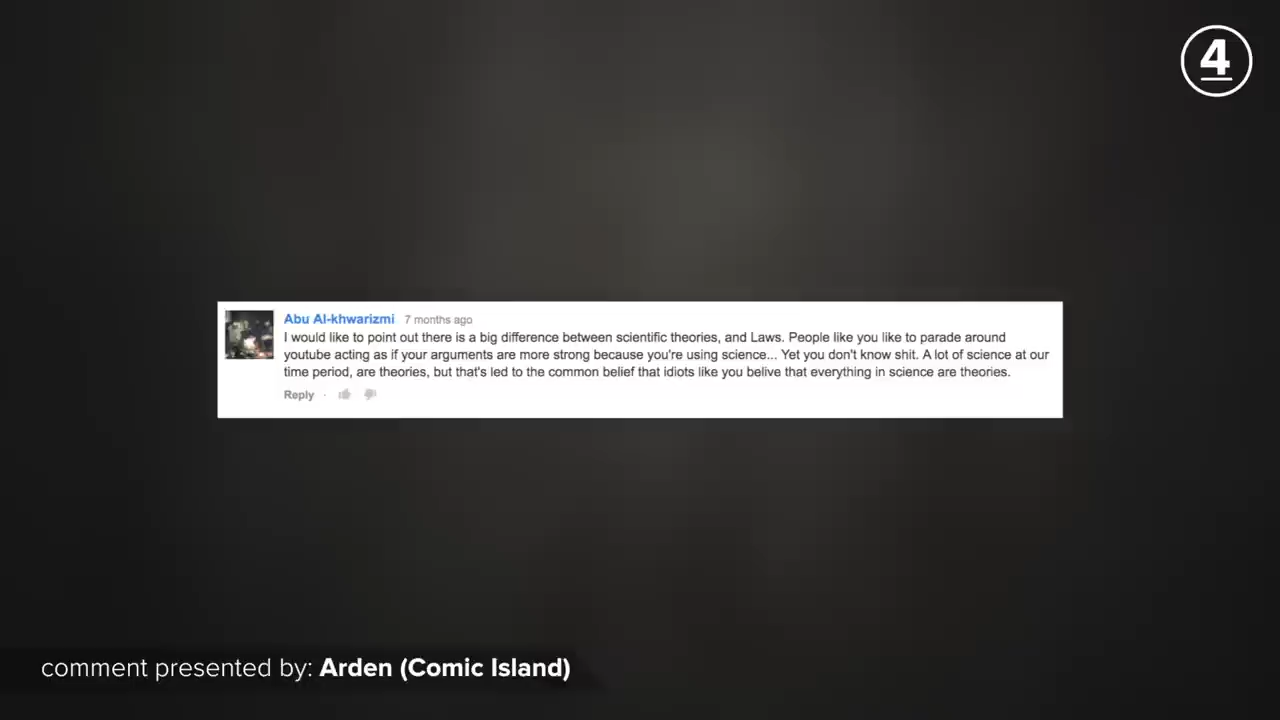 4
Abu Al-khwarizmi 7 months ago
I would like to point out there is a big difference between scientific theories, and Laws. People like you like to parade around
youtube acting as if your arguments are more strong because you're using science... Yet you don't know shit. A lot of science at our
time period, are theories, but that's led to the common belief that idiots like you belive that everything in science are theories.
Reply ·
comment presented by: Arden (Comic Island)